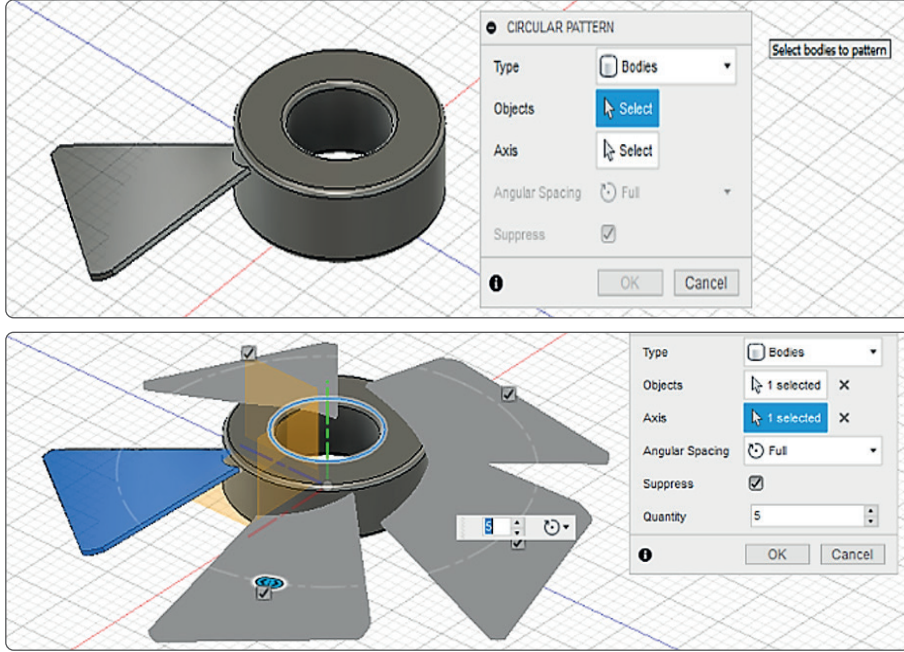 CIRCULAR PATTERN
Select bodies to pattern
Type Bodies
Objects Select
Axis Select
Angular Spacing Full
Suppress
OK Cancel
Type Bodies
Objects 1 selected
Axis 1 selected
Angular Spacing Full
Suppress
5
Quantity 5
OK Cancel